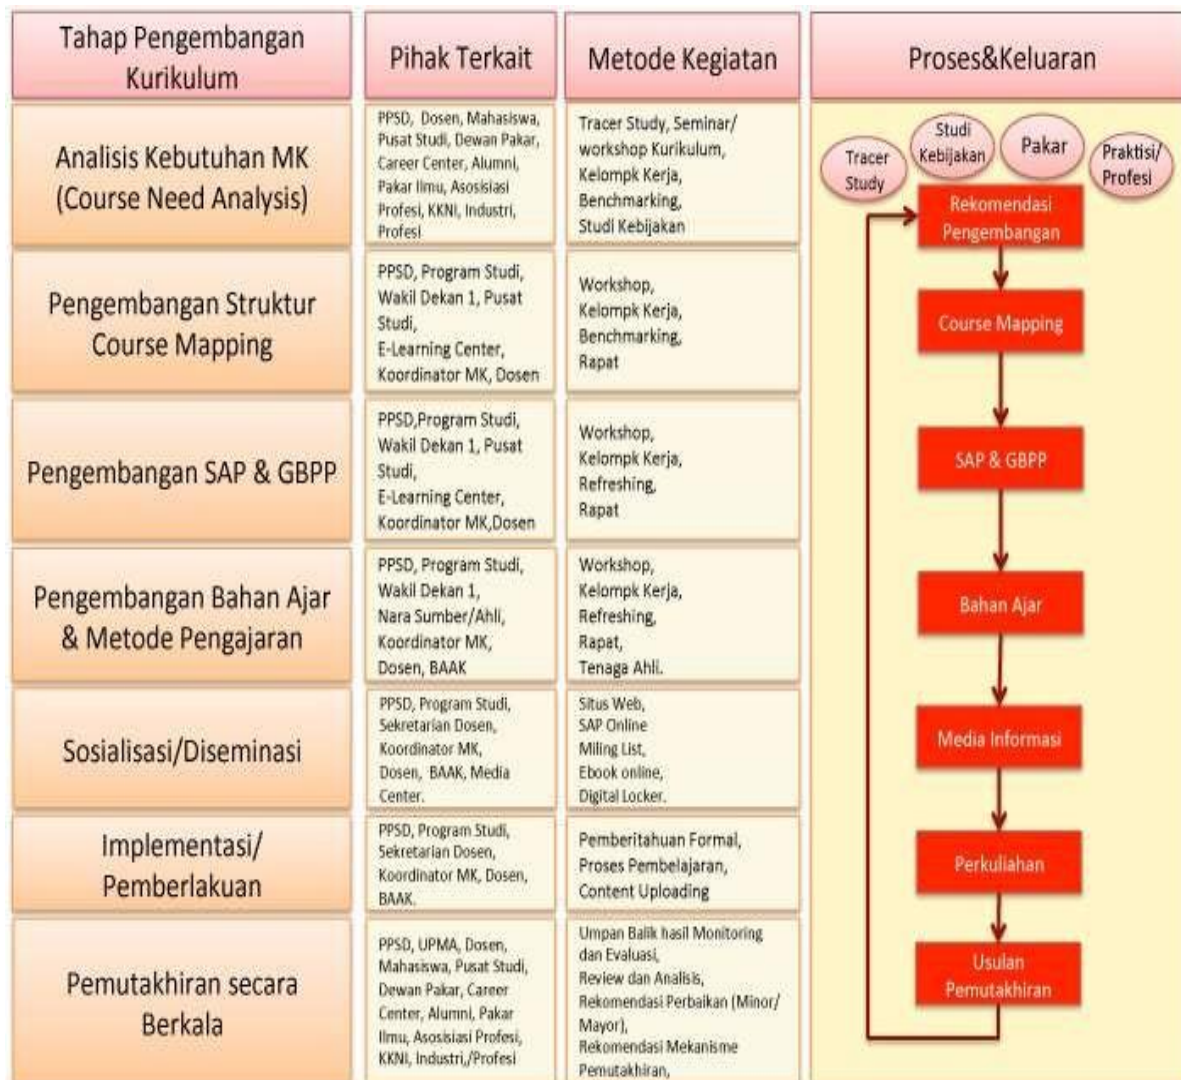 Tahap Pengembangan
Kurikulum
Pihak Terkait
Metode Kegiatan
Proses&Keluaran
Analisis Kebutuhan MK
(Course Need Analysis)
PPSD, Dosen, Mahasiswa,
Pusat Studi, Dewan Pakar,
Career Center, Alumni,
Pakar Ilmu, Asosisiasi
Profesi, KKNI, Industri,
Profesi
Tracer Study, Seminar/
workshop Kurikulum,
Kelompk Kerja,
Benchmarking,
Studi Kebijakan
Pengembangan Struktur
Course Mapping
PPSD, Program Studi,
Wakil Dekan 1, Pusat
Studi,
E-Learning Center,
Koordinator MK, Dosen
Workshop,
Kelompk Kerja,
Benchmarking,
Rapat
Pengembangan SAP & GBPP
PPSD,Program Studi,
Wakil Dekan 1, Pusat
Studi,
E-Learning Center,
Koordinator MK,Dosen
Workshop,
Kelompk Kerja,
Refreshing,
Rapat
Pengembangan Bahan Ajar
& Metode Pengajaran
PPSD, Program Studi,
Wakil Dekan 1,
Nara Sumber/Ahli,
Koordinator MK,
Dosen, BAAK
Workshop,
Kelompk Kerja,
Refreshing,
Rapat,
Tenaga Ahli.
Sosialisasi/Diseminasi
PPSD, Program Studi,
Sekretarian Dosen,
Koordinator MK,
Dosen, BAAK, Media
Center.
Situs Web,
SAP Online
Miling List,
Ebook online,
Digital Locker.
Implementasi/
Pemberlakuan
PPSD, Program Studi,
Sekretarian Dosen,
Koordinator MK, Dosen,
BAAK.
Pemberitahuan Formal,
Proses Pembelajaran,
Content Uploading
Pemutakhiran secara
Berkala
PPSD, UPMA, Dosen,
Mahasiswa, Pusat Studi,
Dewan Pakar, Career
Center, Alumni, Pakar
Ilmu, Asosisiasi Profesi,
KKNI, Industri,/Profesi
Umpan Balik hasil Monitoring
dan Evaluasi,
Review dan Analisis,
Rekomendasi Perbaikan (Minor/
Mayor),
Rekomendasi Mekanisme
Pemutakhiran,
Tracer
Study
Studi
Kebijakan
Pakar
Praktisi/
Profesi
Rekomendasi
Pengembangan
Course Mapping
SAP & GBPP
Bahan Ajar
Media Informasi
Perkuliahan
Usulan
Pemutakhiran